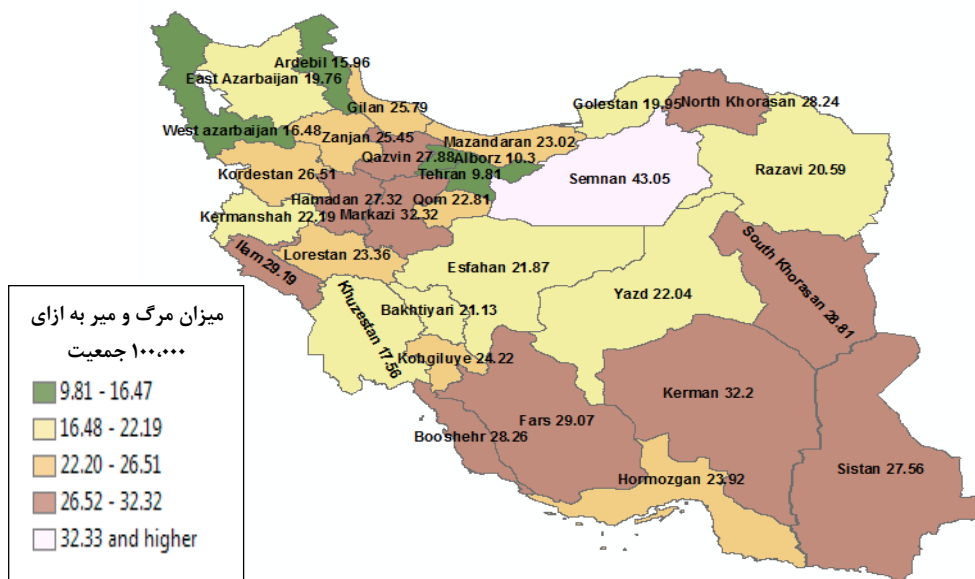 Ardebil 15.96
East Azarbaijan 19.76
Gilan 25.79
Golestan 19.95
North Khorasan 28.24
West azarbaijan 16.48
Zanjan 25.45
Mazandaran 23.02
Qazvin 27.88
Alborz 10.3
Tehran 9.81
Semnan 43.05
Razavi 20.59
Kordestan 26.51
Hamadan 27.32
Qom 22.81
Kermanshah 22.19
Markazi 32.32
Ilam 29.19
Lorestan 23.36
Esfahan 21.87
South Khorasan 28.81
Yazd 22.04
Khuzestan 17.56
Bakhtiyari 21.13
Kohgiluye 24.22
Kerman 32.2
Fars 29.07
Booshehr 28.26
Sistan 27.56
Hormozgan 23.92
میزان مرگ و میر به ازای
۱۰۰،۰۰۰ جمعیت
9.81 - 16.47
16.48 - 22.19
22.20 - 26.51
26.52 - 32.32
32.33 and higher